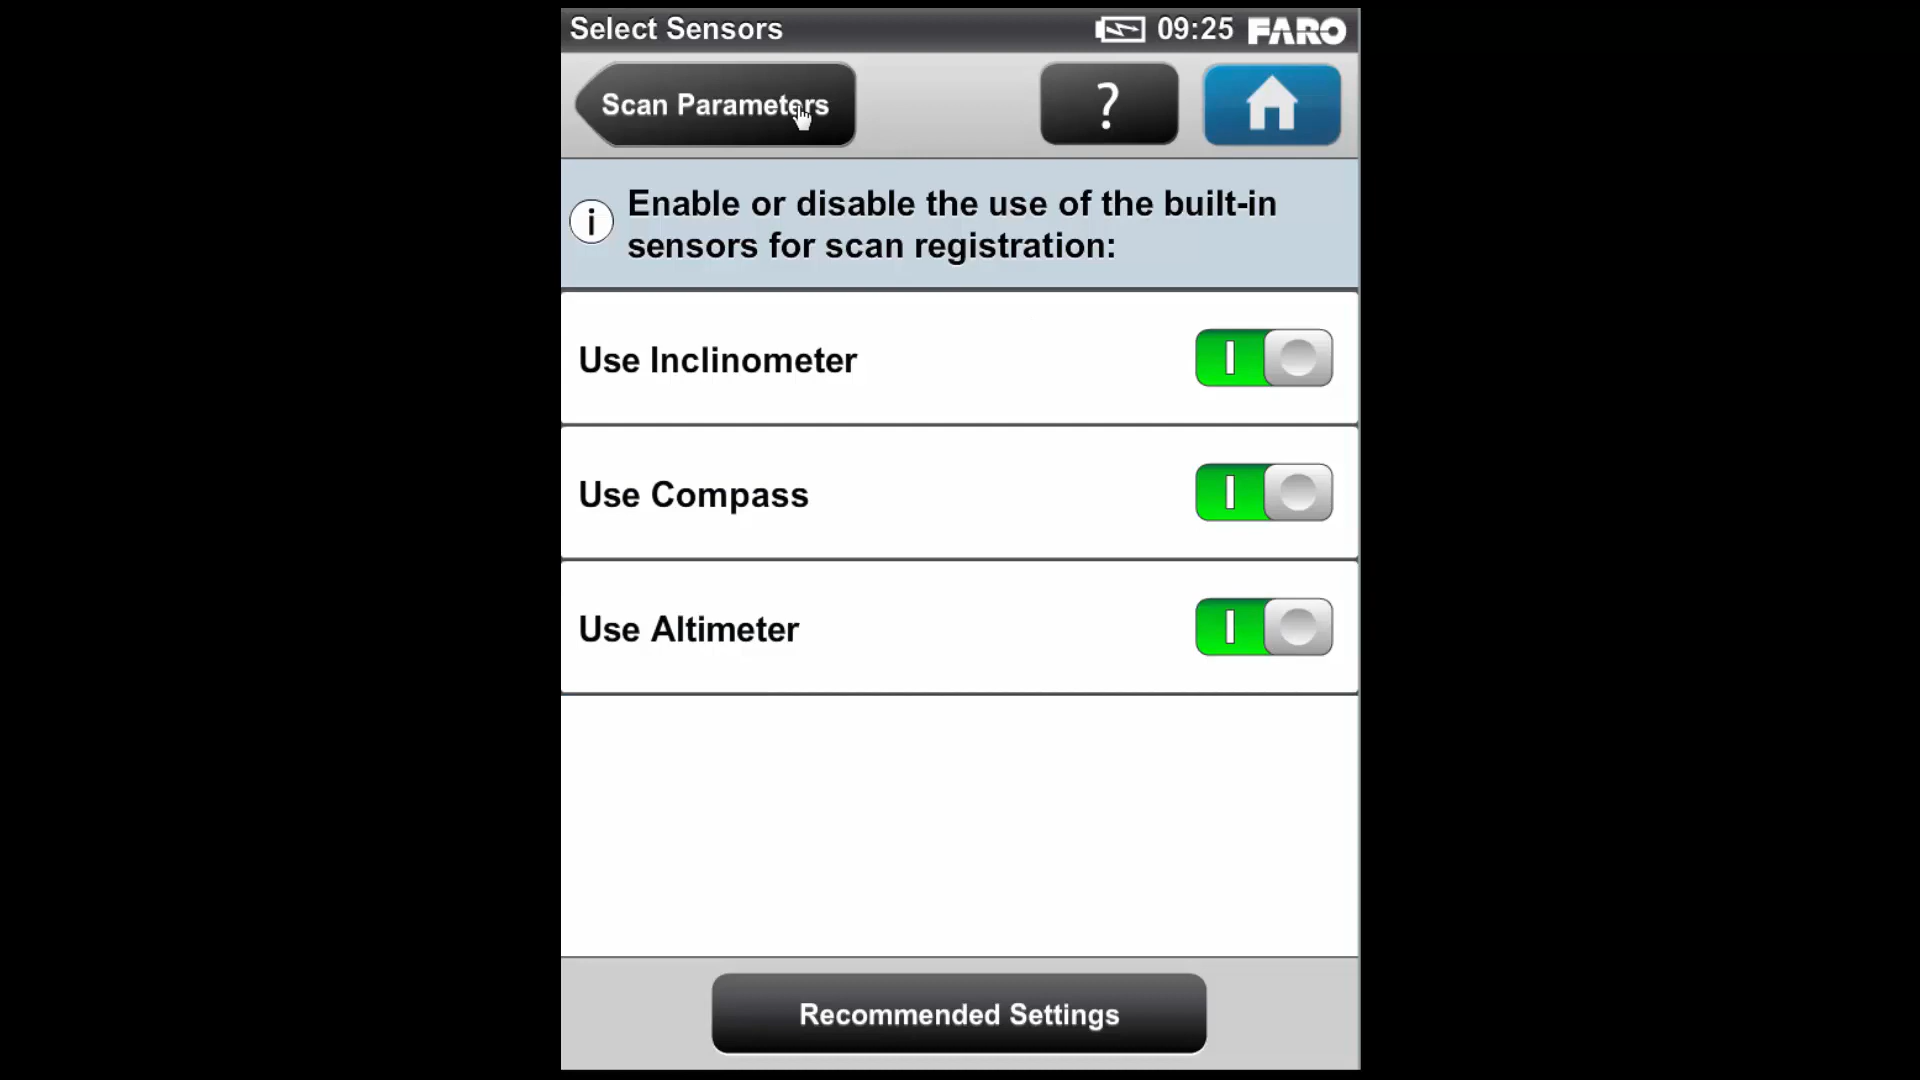 Select Sensors
09:25 FARO
Scan Parameters
?
i
Enable or disable the use of the built-in
sensors for scan registration:
Use Inclinometer
Use Compass
Use Altimeter
Recommended Settings